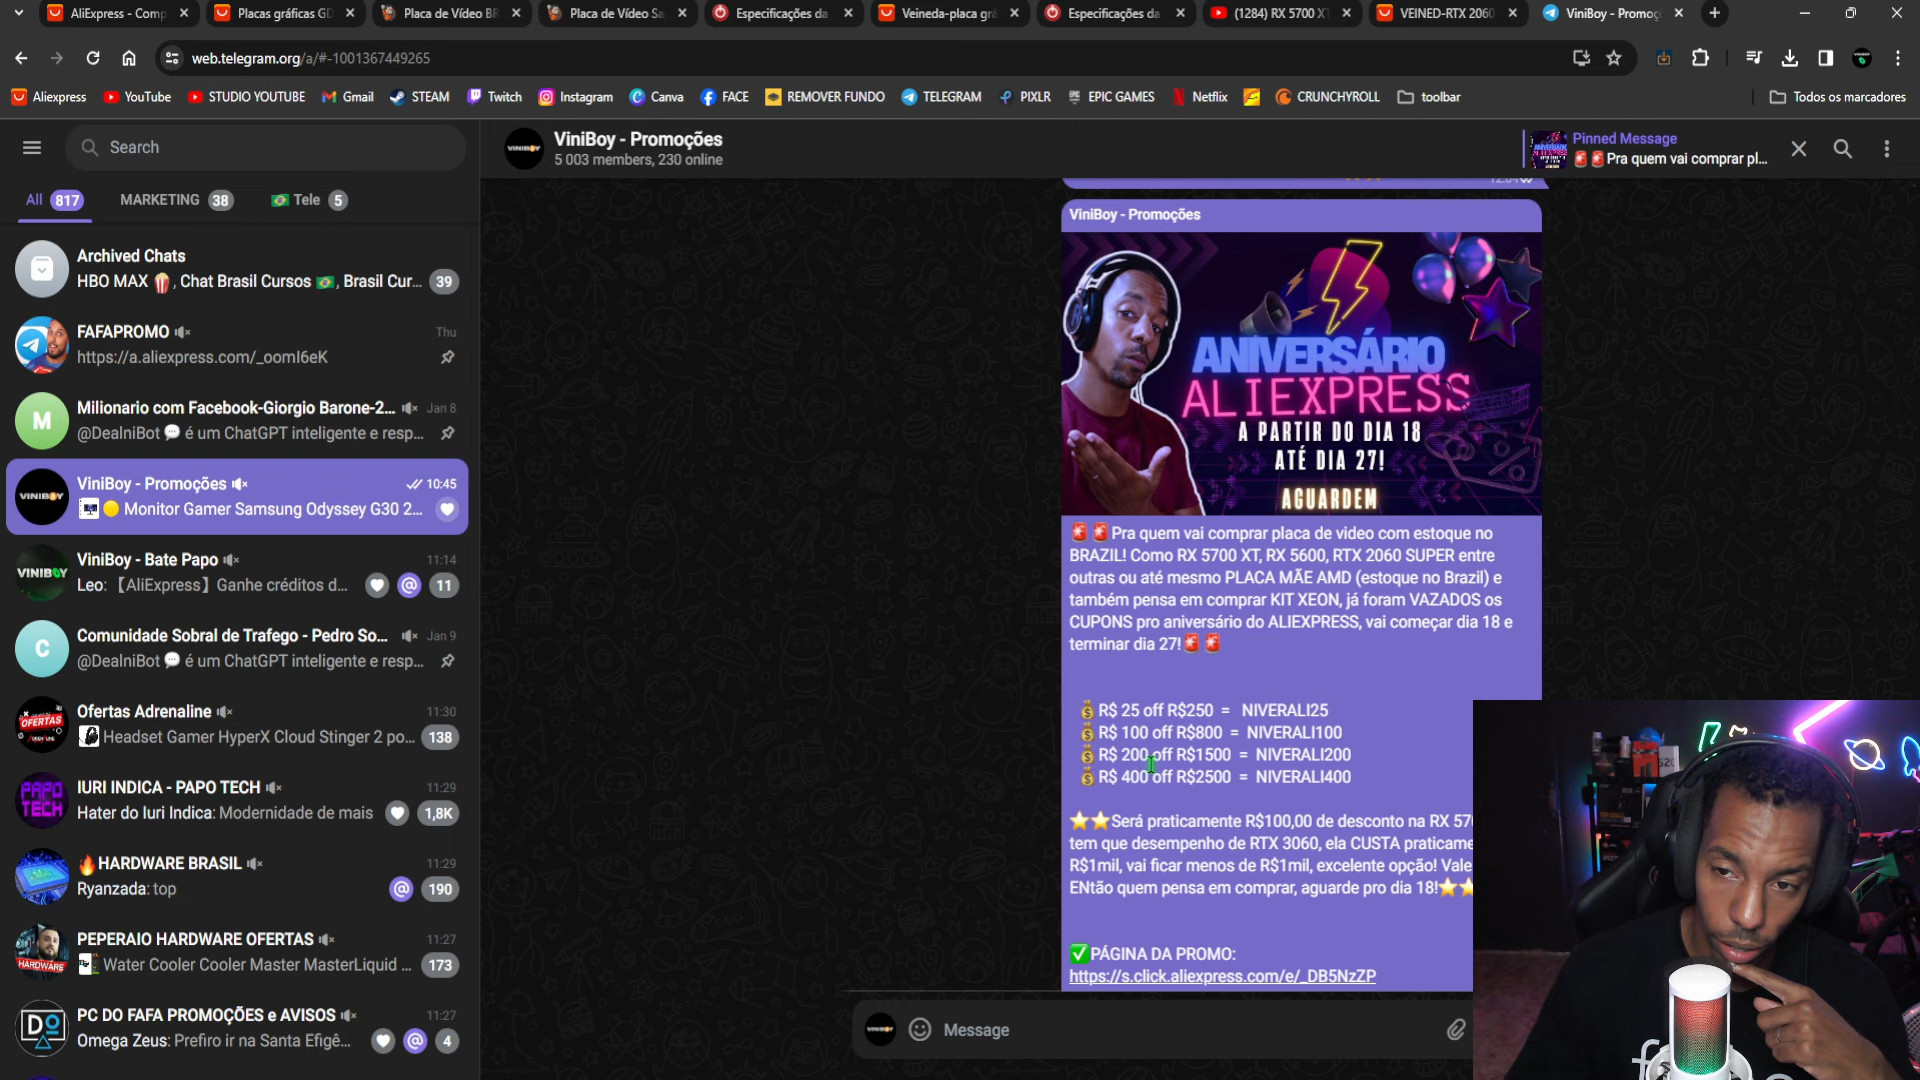 AliExpress - Comp
Placas gráficas GD
Placa de Vídeo BR
Placa de Vídeo Sa
Especificações da
Veineda-placa gra
Especificações da
(1284) RX 5700 XT
VEINED-RTX 2060
ViniBoy - Promoç
web.telegram.org/a/#-1001367449265
Aliexpress
YouTube
STUDIO YOUTUBE
Gmail
STEAM
Twitch
Instagram
Canva
FACE
REMOVER FUNDO
TELEGRAM
PIXLR
EPIC GAMES
Netflix
CRUNCHYROLL
toolbar
Todos os marcadores
Search
All 817
MARKETING 38
🇧🇷 Tele 5
Archived Chats
HBO MAX 🍿, Chat Brasil Cursos 🇧🇷, Brasil Cur... 39
FAFAPROMO Thu
https://a.aliexpress.com/_ooml6eK
M
Milionario com Facebook-Giorgio Barone-2... Jan 8
@DealniBot 💬 é um ChatGPT inteligente e resp...
VINIBOY
ViniBoy - Promoções 10:45
🟡 Monitor Gamer Samsung Odyssey G30 2...
VINIBOY
ViniBoy - Bate Papo 11:14
Leo: 【AliExpress】Ganhe créditos d... @ 11
C
Comunidade Sobral de Trafego - Pedro So... Jan 9
@DealniBot 💬 é um ChatGPT inteligente e resp...
OFERTAS
Ofertas Adrenaline 11:30
Headset Gamer HyperX Cloud Stinger 2 po... 138
PAPO TECH
IURI INDICA - PAPO TECH 11:29
Hater do Iuri Indica: Modernidade de mais 1,8K
🔥HARDWARE BRASIL 11:29
Ryanzada: top @ 190
HARDWARE
PEPERAIO HARDWARE OFERTAS 11:27
Water Cooler Cooler Master MasterLiquid ... 173
PC DO FAFA PROMOÇÕES e AVISOS 11:27
Omega Zeus: Prefiro ir na Santa Efigê... @ 4
VINIBOY
ViniBoy - Promoções
5 003 members, 230 online
Pinned Message
🚨🚨Pra quem vai comprar pl...
12:04
ViniBoy - Promoções
ANIVERSÁRIO
ALIEXPRESS
A PARTIR DO DIA 18
ATÉ DIA 27!
AGUARDEM
🚨🚨Pra quem vai comprar placa de video com estoque no
BRAZIL! Como RX 5700 XT, RX 5600, RTX 2060 SUPER entre
outras ou até mesmo PLACA MÃE AMD (estoque no Brazil) e
também pensa em comprar KIT XEON, já foram VAZADOS os
CUPONS pro aniversário do ALIEXPRESS, vai começar dia 18 e
terminar dia 27!🚨🚨
💰R$ 25 off R$250 = NIVERALI25
💰R$ 100 off R$800 = NIVERALI100
💰R$ 200 off R$1500 = NIVERALI200
💰R$ 400 off R$2500 = NIVERALI400
⭐⭐Será praticamente R$100,00 de desconto na RX 57
tem que desempenho de RTX 3060, ela CUSTA praticame
R$1mil, vai ficar menos de R$1mil, excelente opção! Vale
ENtão quem pensa em comprar, aguarde pro dia 18!⭐⭐
✅PÁGINA DA PROMO:
https://s.click.aliexpress.com/e/_DB5NzZP
VINIBOY
Message